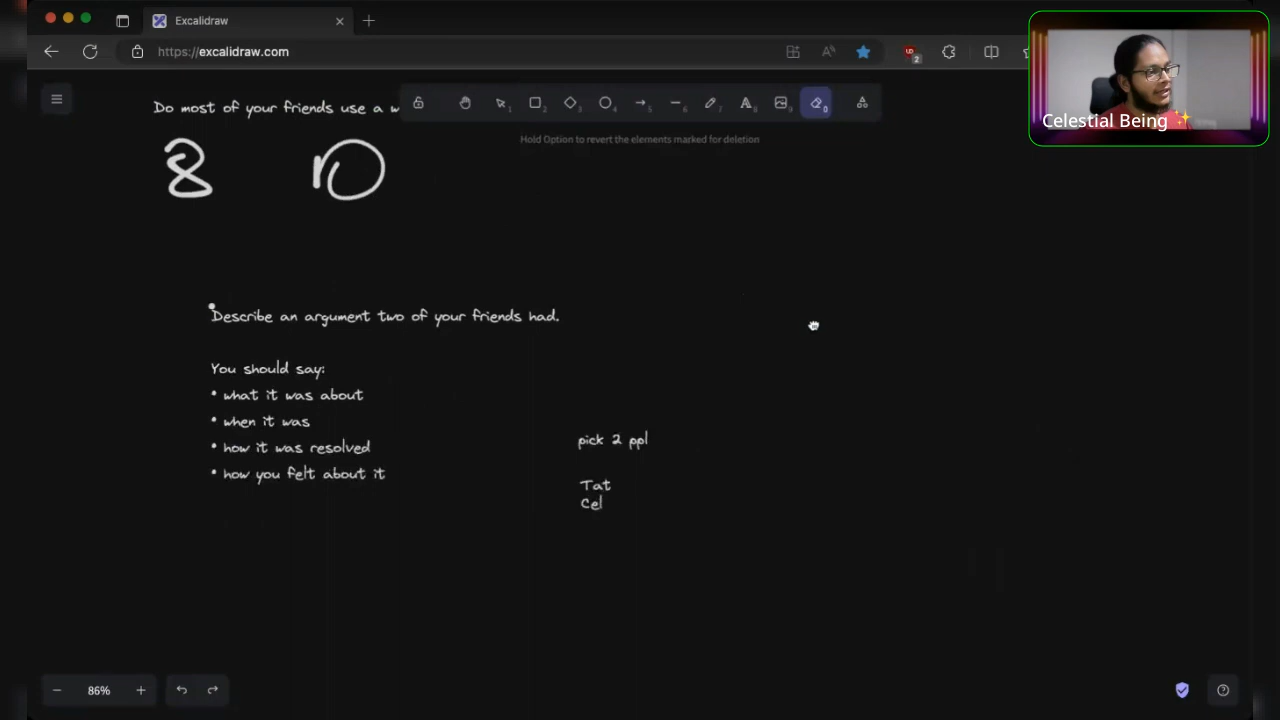 Excalidraw
https://excalidraw.com
2
Do most of your friends use a w
Hold Option to revert the elements marked for deletion
Celestial Being ✨
8 10
Describe an argument two of your friends had.
You should say:
• what it was about
• when it was
• how it was resolved
• how you felt about it
pick 2 ppl
Tat
Cel
86%